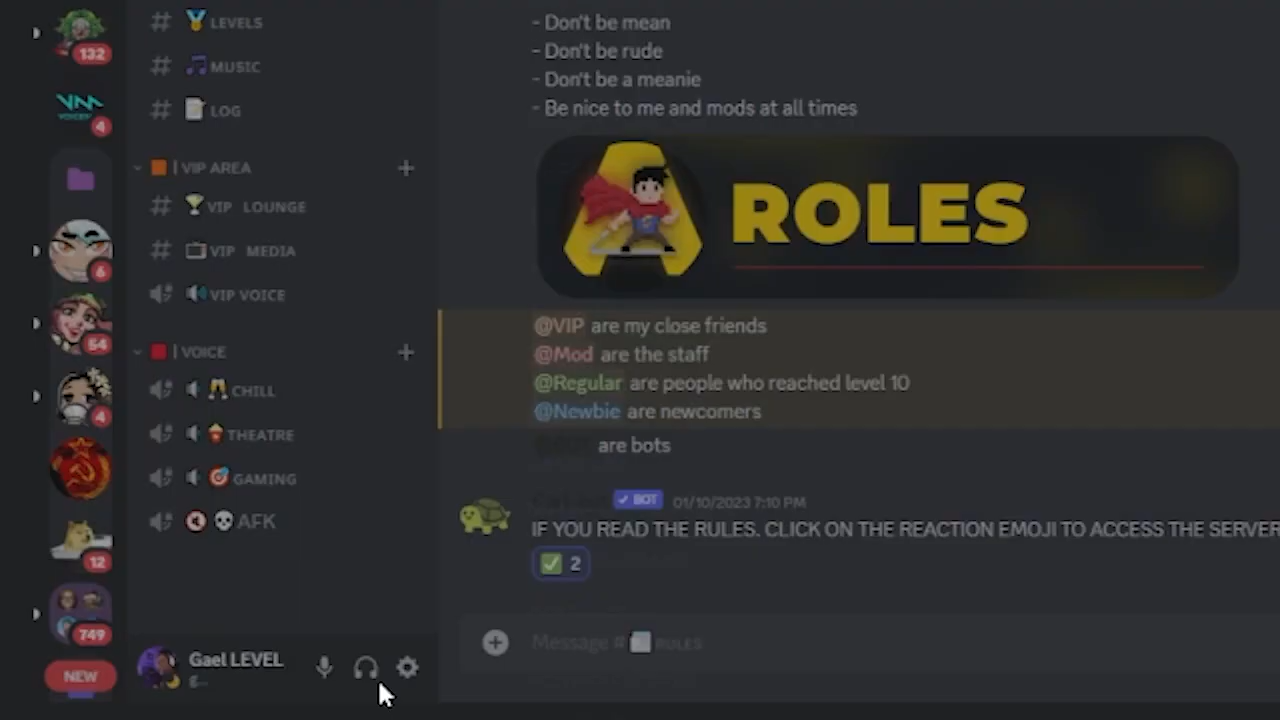 132
VM
4
6
54
4
12
749
NEW
LEVELS
MUSIC
LOG
| VIP AREA
VIP LOUNGE
VIP MEDIA
VIP VOICE
| VOICE
CHILL
THEATRE
GAMING
AFK
Gael LEVEL
g...
- Don't be mean
- Don't be rude
- Don't be a meanie
- Be nice to me and mods at all times
ROLES
@VIP are my close friends
@Mod are the staff
@Regular are people who reached level 10
@Newbie are newcomers
are bots
BOT 01/10/2023 7:10 PM
IF YOU READ THE RULES. CLICK ON THE REACTION EMOJI TO ACCESS THE SERVER
2
Message # RULES